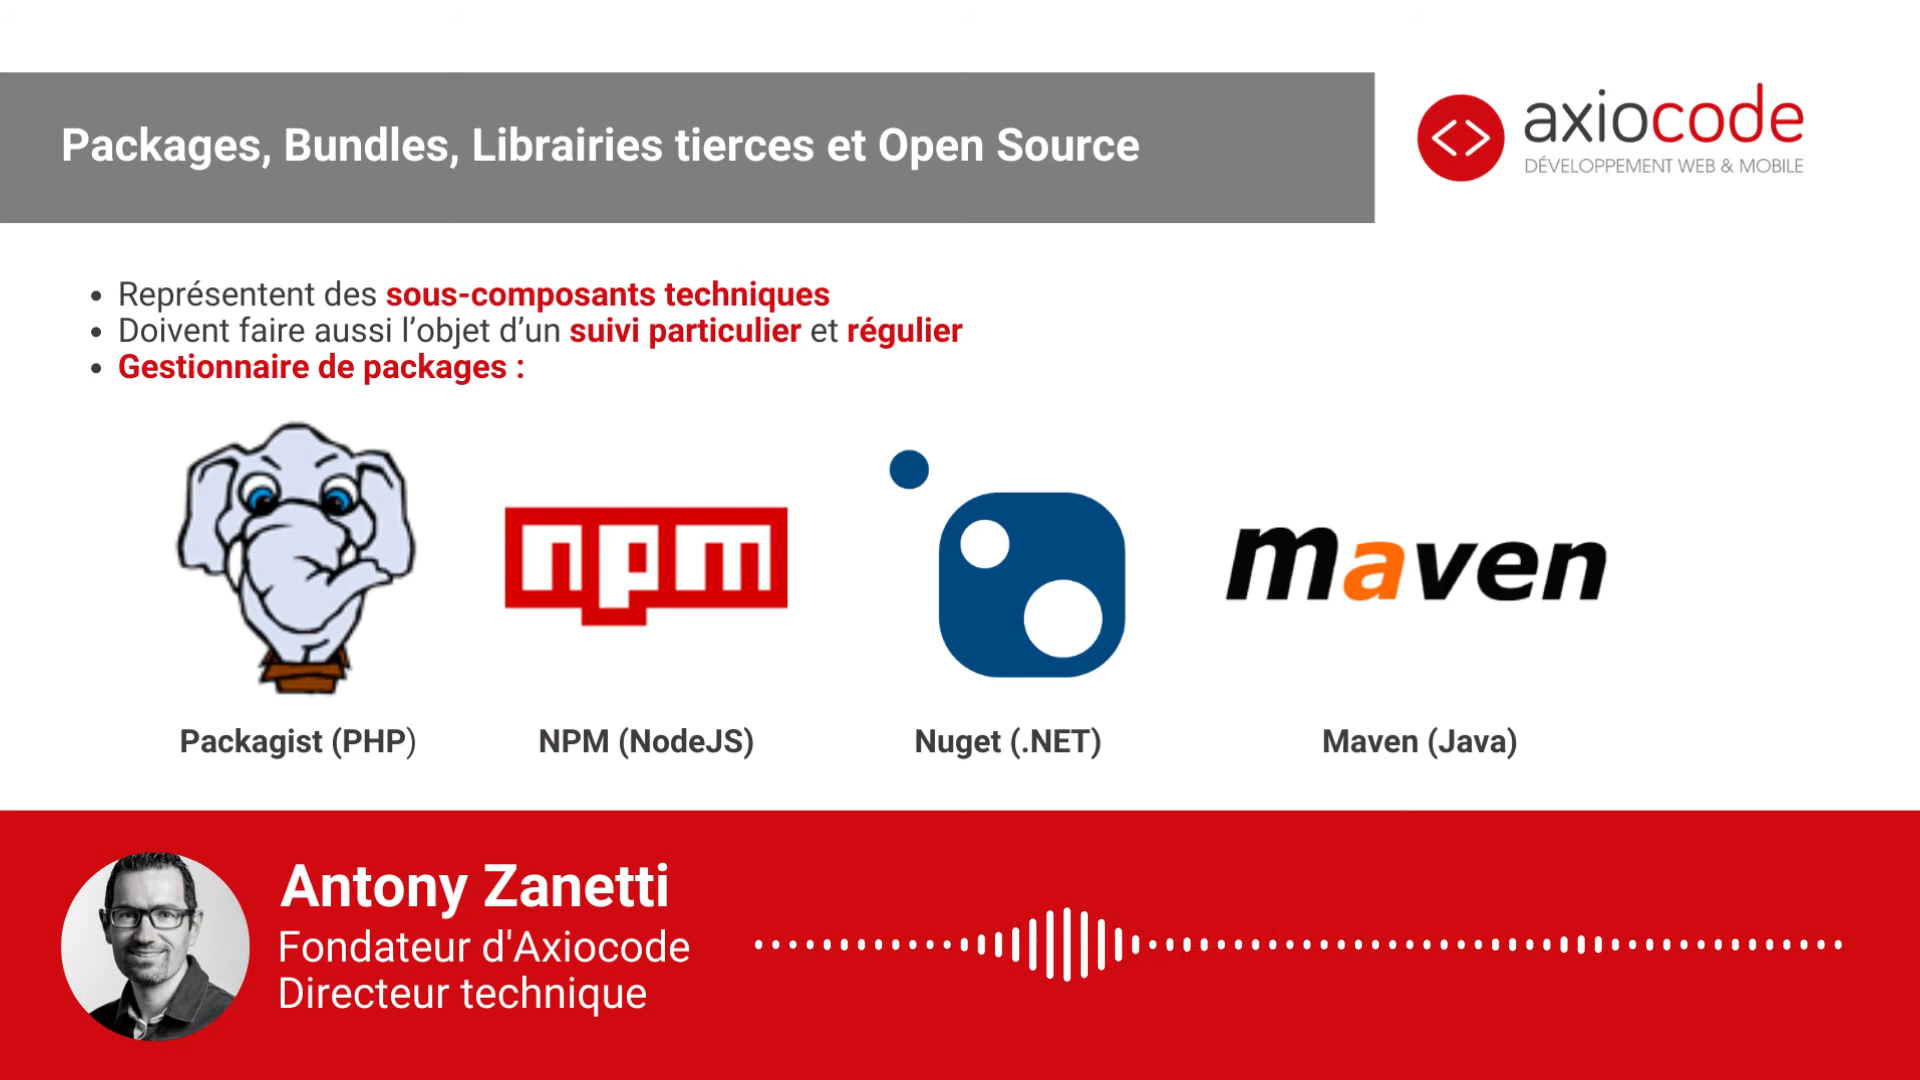 Packages, Bundles, Librairies tierces et Open Source
axiocode
DÉVELOPPEMENT WEB & MOBILE
• Représentent des sous-composants techniques
• Doivent faire aussi l’objet d’un suivi particulier et régulier
• Gestionnaire de packages :
npm
maven
Packagist (PHP)
NPM (NodeJS)
Nuget (.NET)
Maven (Java)
Antony Zanetti
Fondateur d'Axiocode
Directeur technique